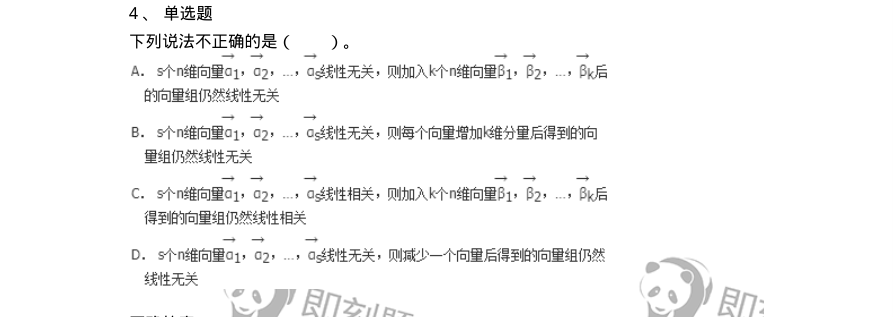 4 、 单选题
下列说法不正确的是（ ）。
A. s个n维向量α1，α2，…，αs线性无关，则加入k个n维向量β1，β2，…，βk后
的向量组仍然线性无关
B. s个n维向量α1，α2，…，αs线性无关，则每个向量增加k维分量后得到的向
量组仍然线性无关
C. s个n维向量α1，α2，…，αs线性相关，则加入k个n维向量β1，β2，…，βk后
得到的向量组仍然线性相关
D. s个n维向量α1，α2，…，αs线性无关，则减少一个向量后得到的向量组仍然
线性无关
即刻题
即